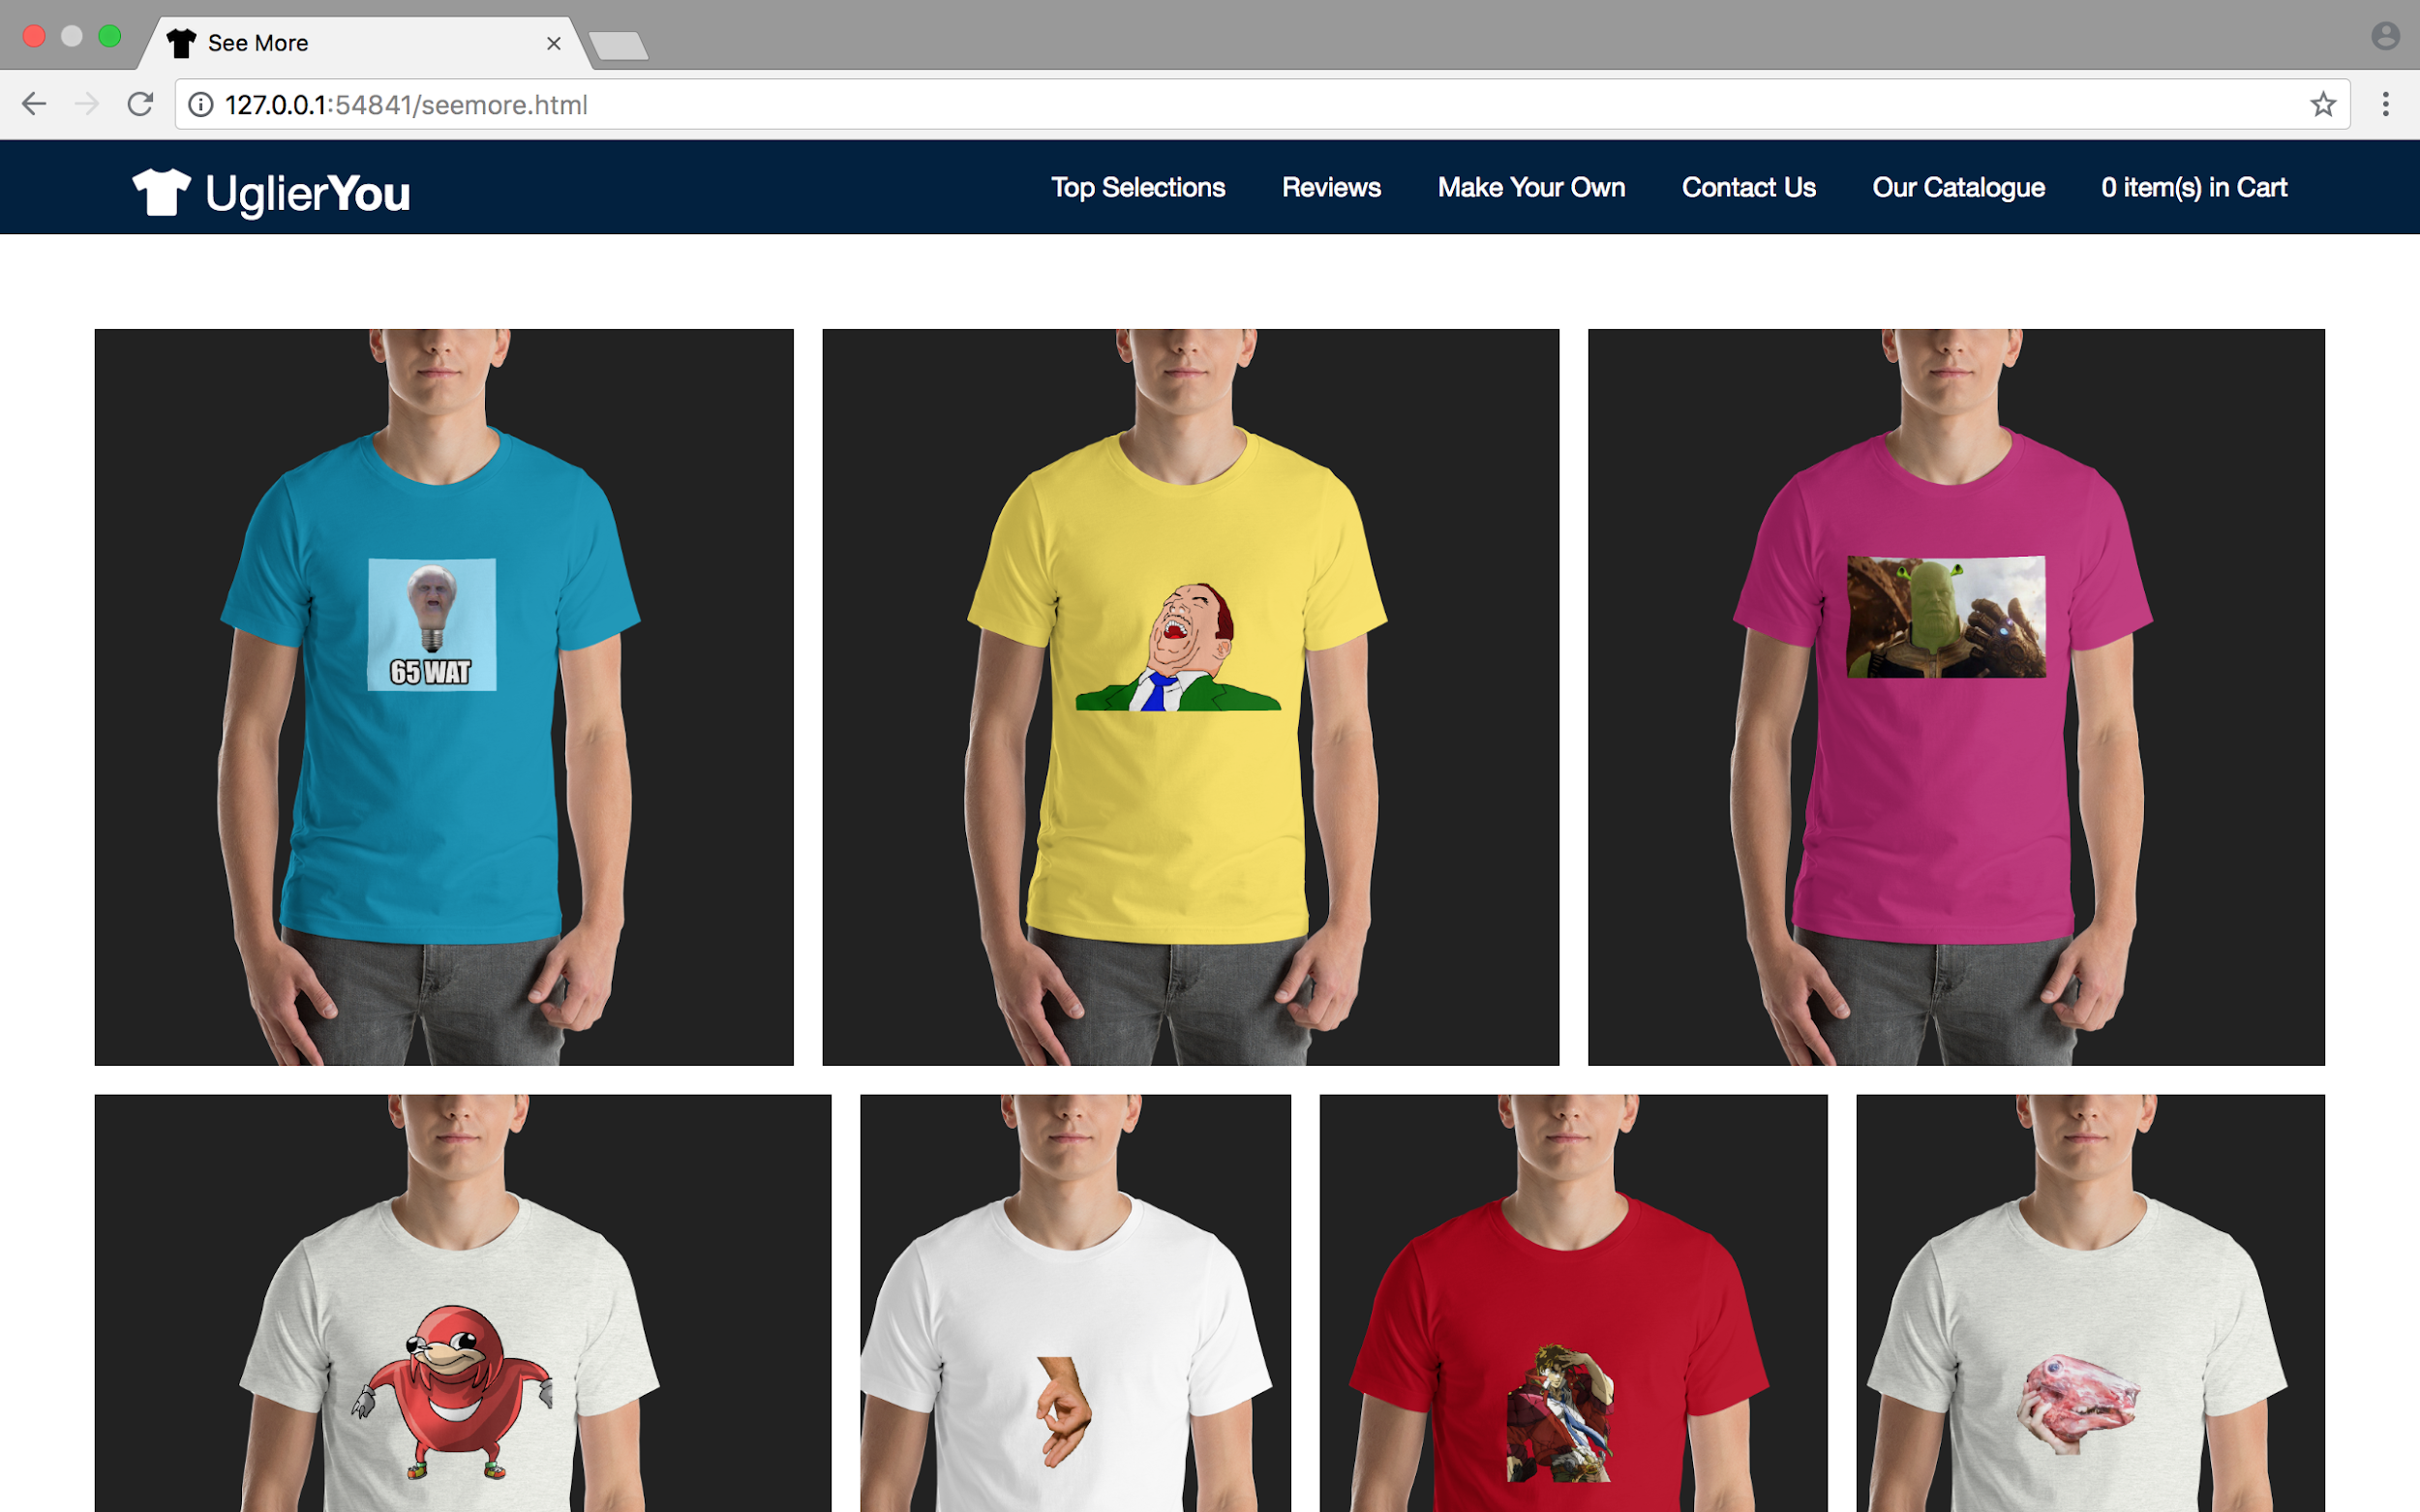 See More
127.0.0.1:54841/seemore.html
UglierYou
Top Selections
Reviews
Make Your Own
Contact Us
Our Catalogue
0 item(s) in Cart
65 WAT